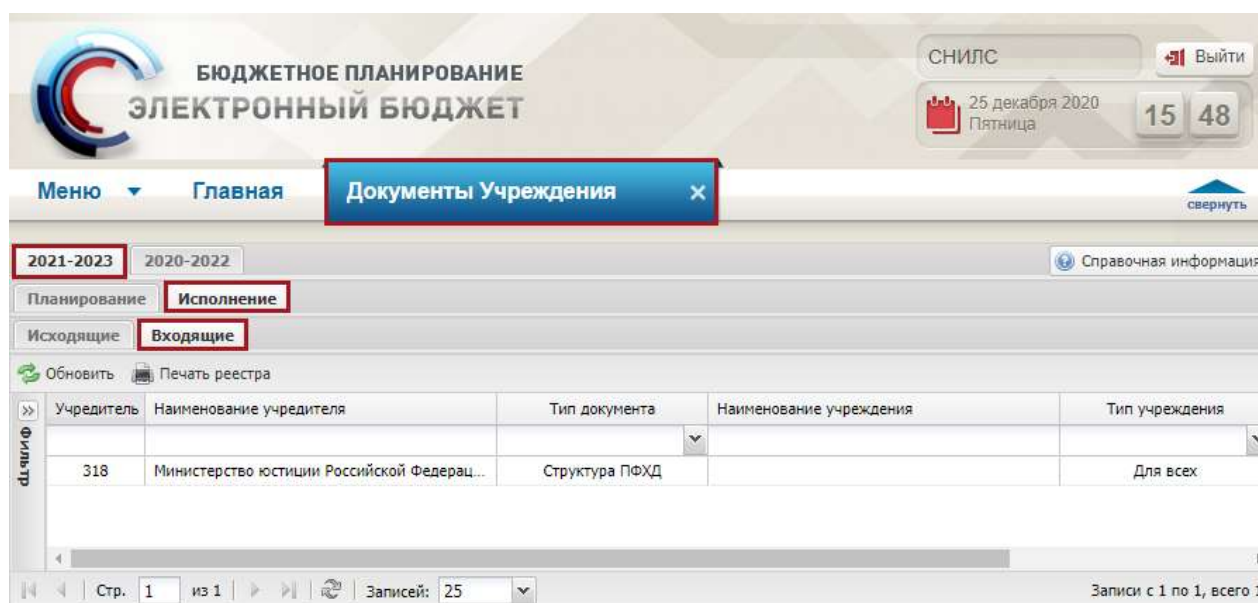 БЮДЖЕТНОЕ ПЛАНИРОВАНИЕ
ЭЛЕКТРОННЫЙ БЮДЖЕТ
СНИЛС
Выйти
25 декабря 2020
Пятница
15 48
Меню
Главная
Документы Учреждения
свернуть
2021-2023
2020-2022
Справочная информация
Планирование
Исполнение
Исходящие
Входящие
Обновить
Печать реестра
Фильтр
Учредитель
Наименование учредителя
Тип документа
Наименование учреждения
Тип учреждения
318
Министерство юстиции Российской Федерац...
Структура ПФХД
Для всех
Стр. 1 из 1
Записей: 25
Записи с 1 по 1, всего 1